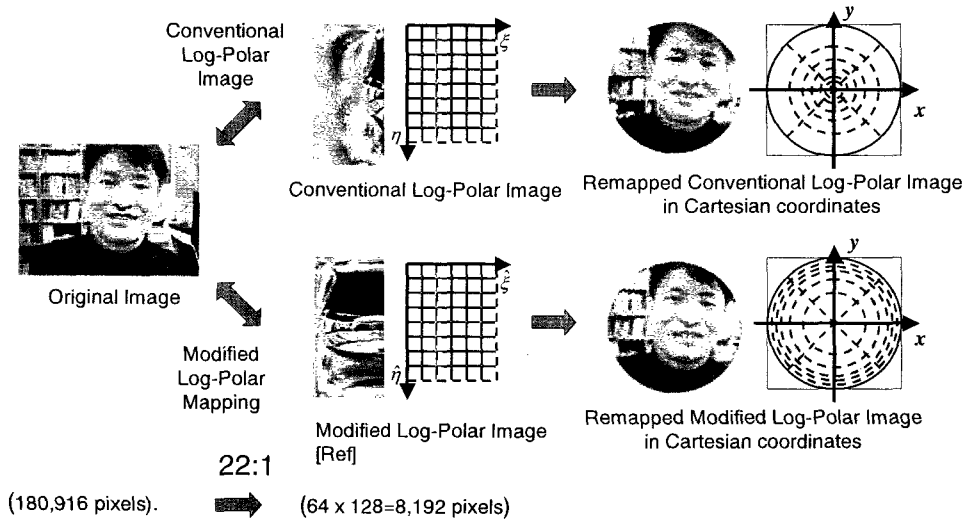 Conventional
Log-Polar
Image
ξ
η
y
x
Conventional Log-Polar Image
Remapped Conventional Log-Polar Image
in Cartesian coordinates
Original Image
Modified
Log-Polar
Mapping
ξ
η̂
y
x
Modified Log-Polar Image
[Ref]
Remapped Modified Log-Polar Image
in Cartesian coordinates
22:1
(180,916 pixels).
(64 x 128=8,192 pixels)